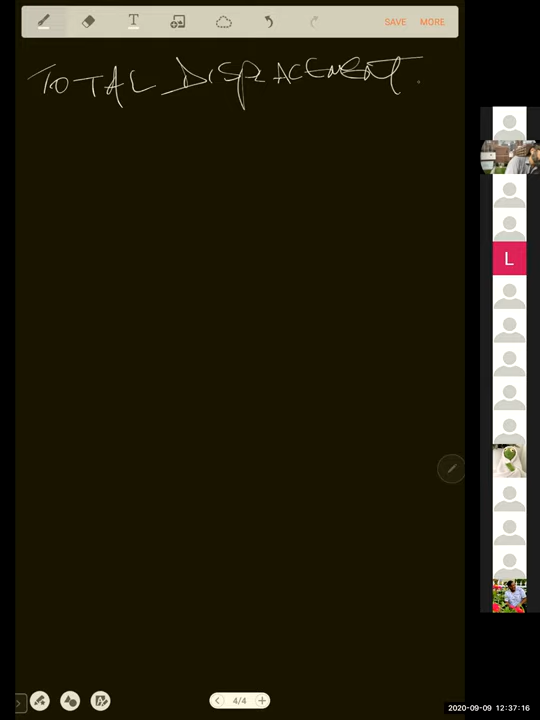 SAVE MORE
TOTAL DISPLACEMENT.
L
4/4
2020-09-09 12:37:16